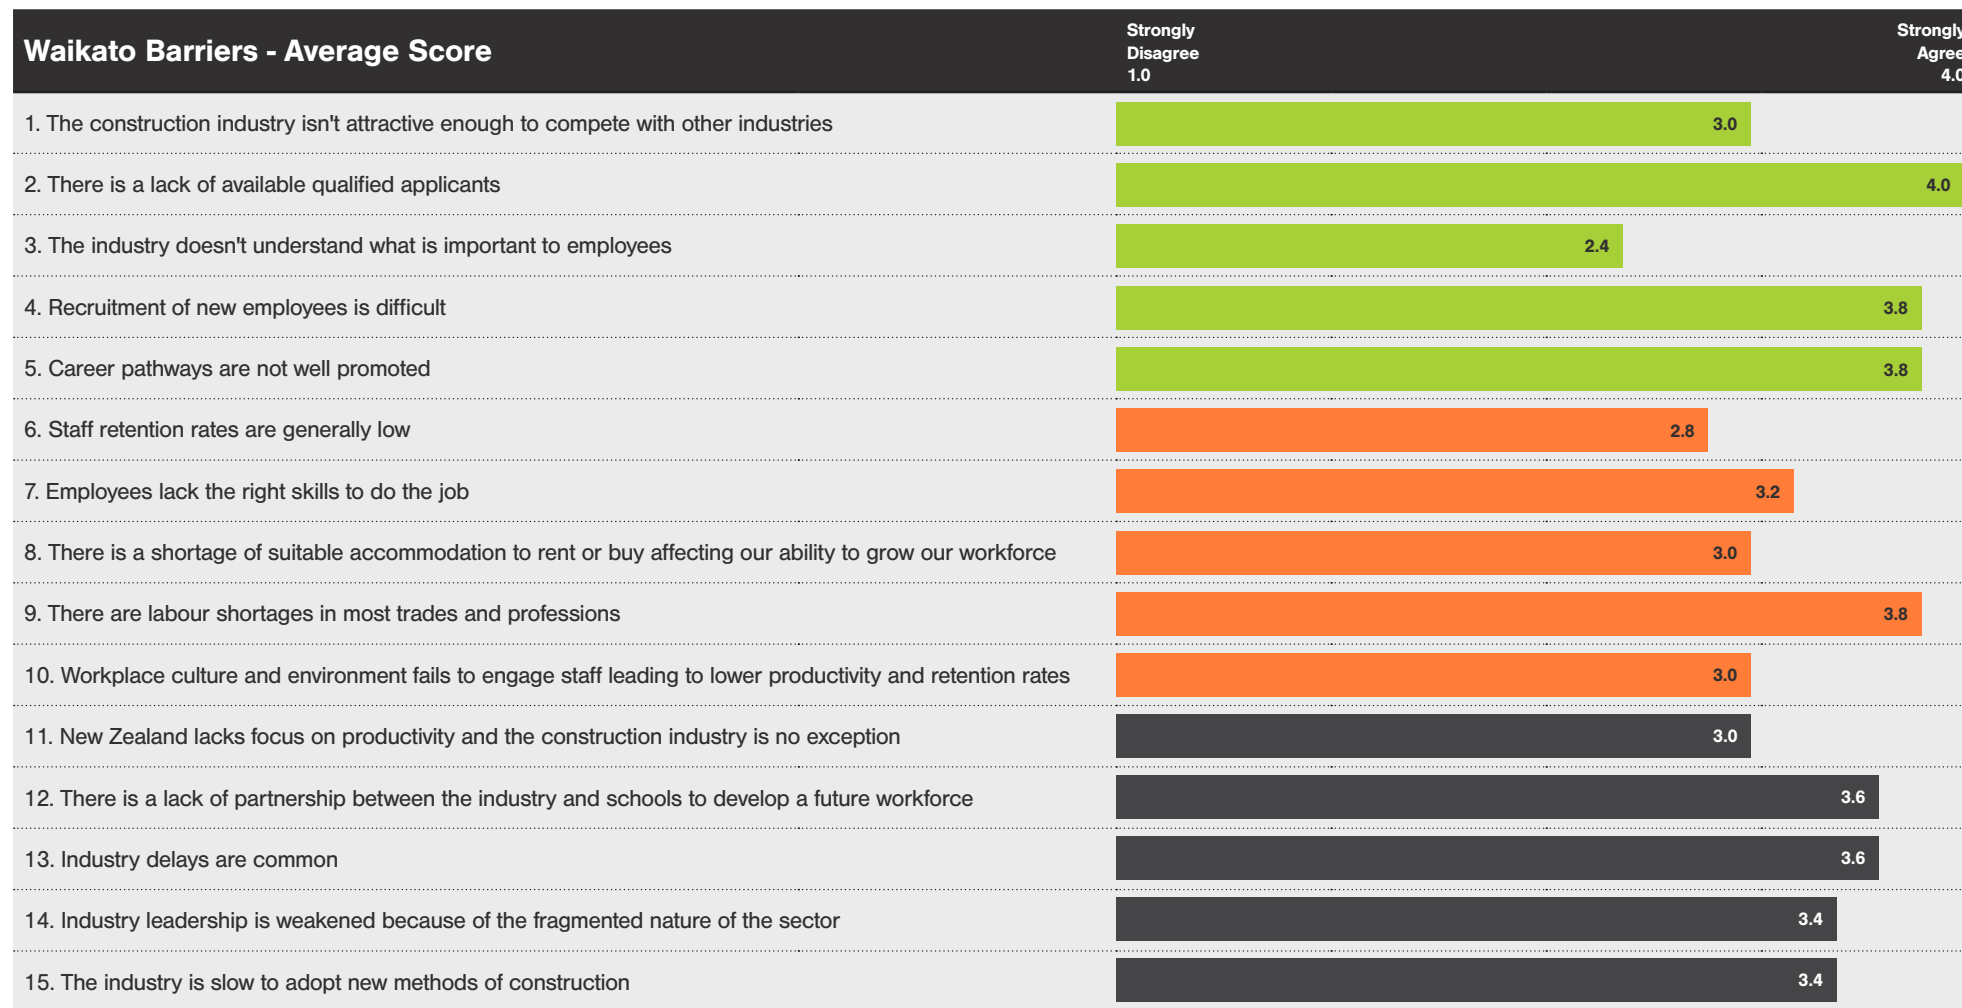 Waikato Barriers - Average Score
Strongly
Disagree
1.0
Strongly
Agree
4.0
1. The construction industry isn't attractive enough to compete with other industries
3.0
2. There is a lack of available qualified applicants
4.0
3. The industry doesn't understand what is important to employees
2.4
4. Recruitment of new employees is difficult
3.8
5. Career pathways are not well promoted
3.8
6. Staff retention rates are generally low
2.8
7. Employees lack the right skills to do the job
3.2
8. There is a shortage of suitable accommodation to rent or buy affecting our ability to grow our workforce
3.0
9. There are labour shortages in most trades and professions
3.8
10. Workplace culture and environment fails to engage staff leading to lower productivity and retention rates
3.0
11. New Zealand lacks focus on productivity and the construction industry is no exception
3.0
12. There is a lack of partnership between the industry and schools to develop a future workforce
3.6
13. Industry delays are common
3.6
14. Industry leadership is weakened because of the fragmented nature of the sector
3.4
15. The industry is slow to adopt new methods of construction
3.4